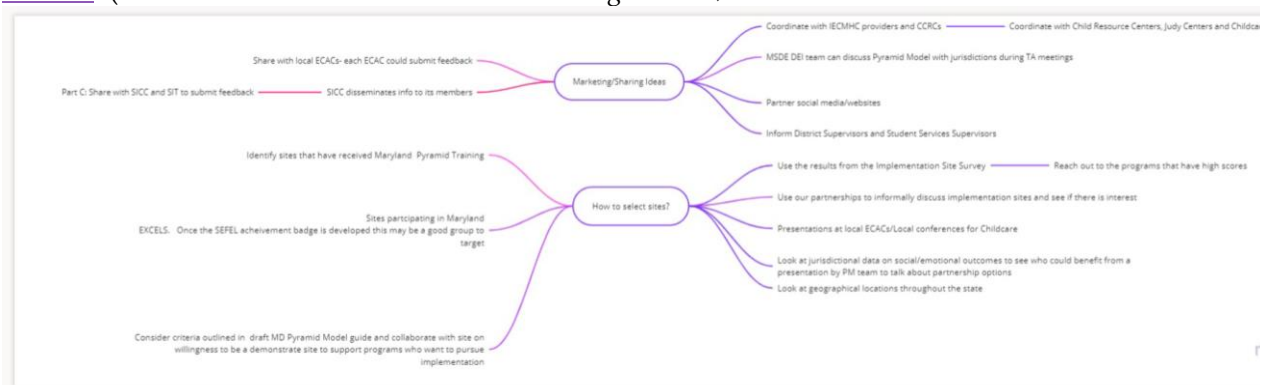 Coordinate with IECMHC providers and CCRCs
Coordinate with Child Resource Centers, Judy Centers and Childca
Share with local ECACs- each ECAC could submit feedback
MSDE DEI team can discuss Pyramid Model with jurisdictions during TA meetings
Marketing/Sharing Ideas
Part C: Share with SICC and SIT to submit feedback
SICC disseminates info to its members
Partner social media/websites
Inform District Supervisors and Student Services Supervisors
Identify sites that have received Maryland Pyramid Training
Use the results from the Implementation Site Survey
Reach out to the programs that have high scores
How to select sites?
Use our partnerships to informally discuss implementation sites and see if there is interest
Sites partcipating in Maryland
EXCELS. Once the SEFEL acheivement badge is developed this may be a good group to
target
Presentations at local ECACs/Local conferences for Childcare
Look at jurisdictional data on social/emotional outcomes to see who could benefit from a
presentation by PM team to talk about partnership options
Look at geographical locations throughout the state
Consider criteria outlined in draft MD Pyramid Model guide and collaborate with site on
willingness to be a demonstrate site to support programs who want to pursue
implementation